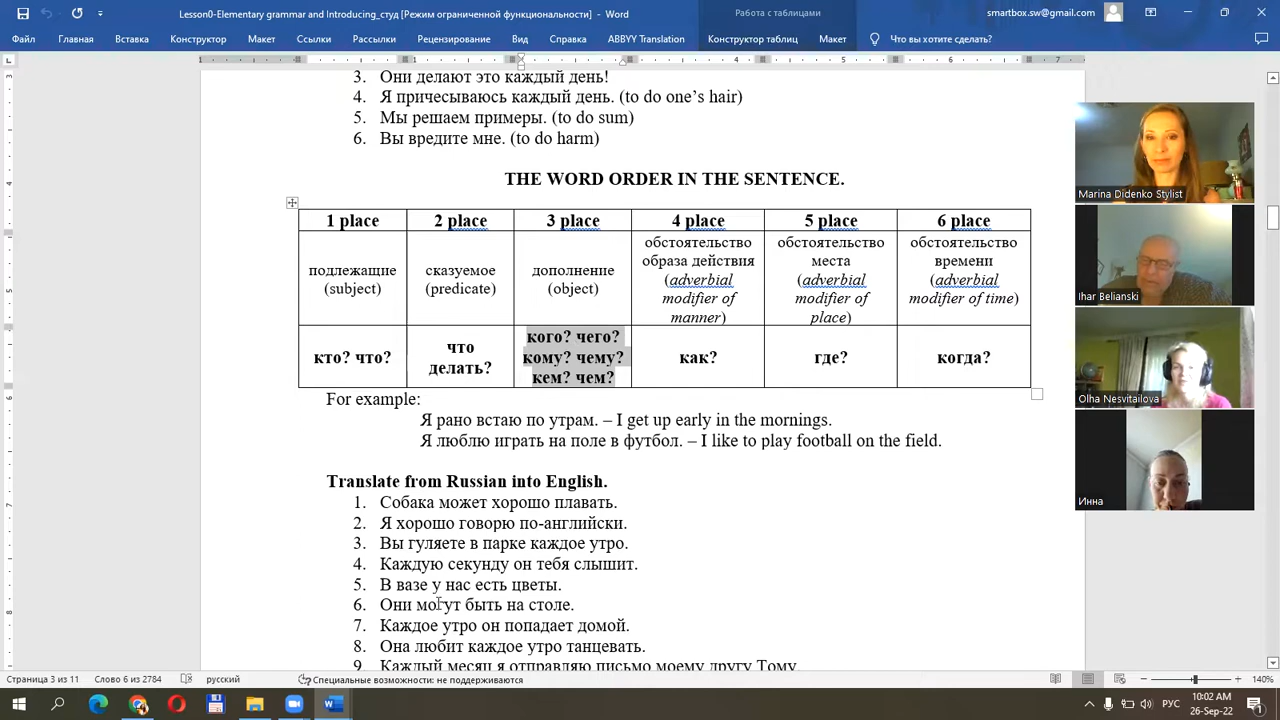 Lesson0-Elementary grammar and Introducing_студ [Режим ограниченной функциональности] - Word
Работа с таблицами
smartbox.sw@gmail.com
Файл Главная Вставка Конструктор Макет Ссылки Рассылки Рецензирование Вид Справка ABBYY Translation Конструктор таблиц Макет Что вы хотите сделать?
3. Они делают это каждый день!
4. Я причесываюсь каждый день. (to do one’s hair)
5. Мы решаем примеры. (to do sum)
6. Вы вредите мне. (to do harm)
THE WORD ORDER IN THE SENTENCE.
1 place 2 place 3 place 4 place 5 place 6 place
подлежащие (subject)
сказуемое (predicate)
дополнение (object)
обстоятельство образа действия (adverbial modifier of manner)
обстоятельство места (adverbial modifier of place)
обстоятельство времени (adverbial modifier of time)
кто? что?
что делать?
кого? чего? кому? чему? кем? чем?
как?
где?
когда?
For example:
Я рано встаю по утрам. – I get up early in the mornings.
Я люблю играть на поле в футбол. – I like to play football on the field.
Translate from Russian into English.
1. Собака может хорошо плавать.
2. Я хорошо говорю по-английски.
3. Вы гуляете в парке каждое утро.
4. Каждую секунду он тебя слышит.
5. В вазе у нас есть цветы.
6. Они могут быть на столе.
7. Каждое утро он попадает домой.
8. Она любит каждое утро танцевать.
9. Каждый месяц я отправляю письмо моему другу Тому.
Marina Didenko Stylist
Ihar Belianski
Olha Nesvitailova
Инна
Страница 3 из 11 Слово 6 из 2784 русский Специальные возможности: не поддерживаются 140%
10:02 AM
РУС
26-Sep-22